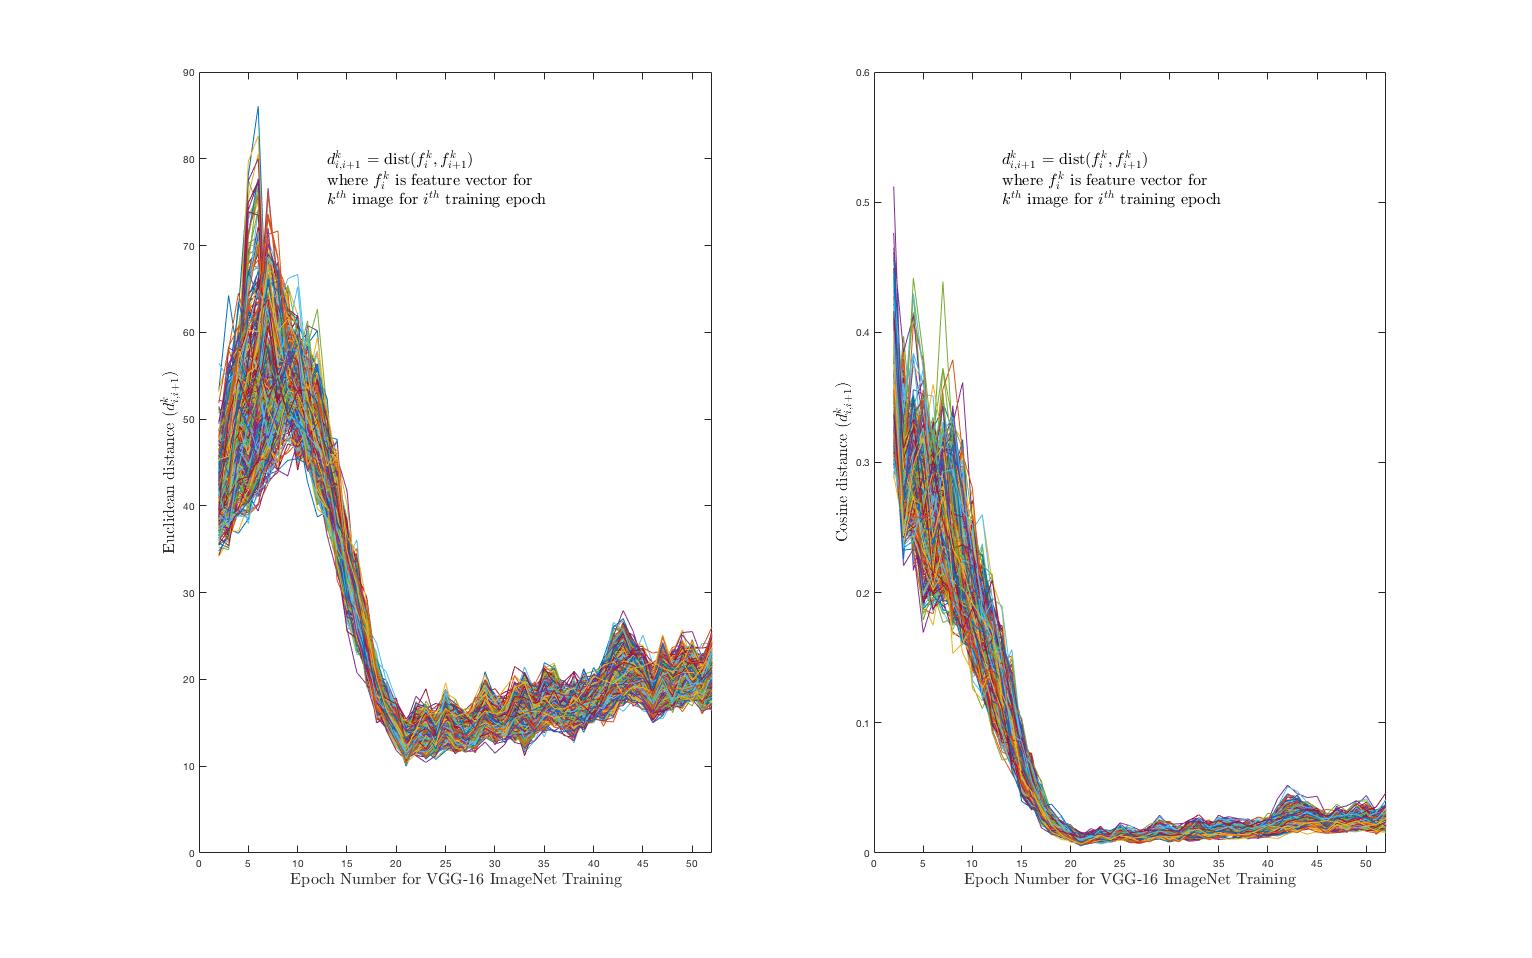 90
80
70
60
50
40
30
20
10
0
0 5 10 15 20 25 30 35 40 45 50
Euclidean distance ($d^k_{i,i+1}$)
Epoch Number for VGG-16 ImageNet Training
$d^k_{i,i+1}$ = dist($f^k_i, f^k_{i+1}$)
where $f^k_i$ is feature vector for
$k^{th}$ image for $i^{th}$ training epoch
0.6
0.5
0.4
0.3
0.2
0.1
0
0 5 10 15 20 25 30 35 40 45 50
Cosine distance ($d^k_{i,i+1}$)
Epoch Number for VGG-16 ImageNet Training
$d^k_{i,i+1}$ = dist($f^k_i, f^k_{i+1}$)
where $f^k_i$ is feature vector for
$k^{th}$ image for $i^{th}$ training epoch